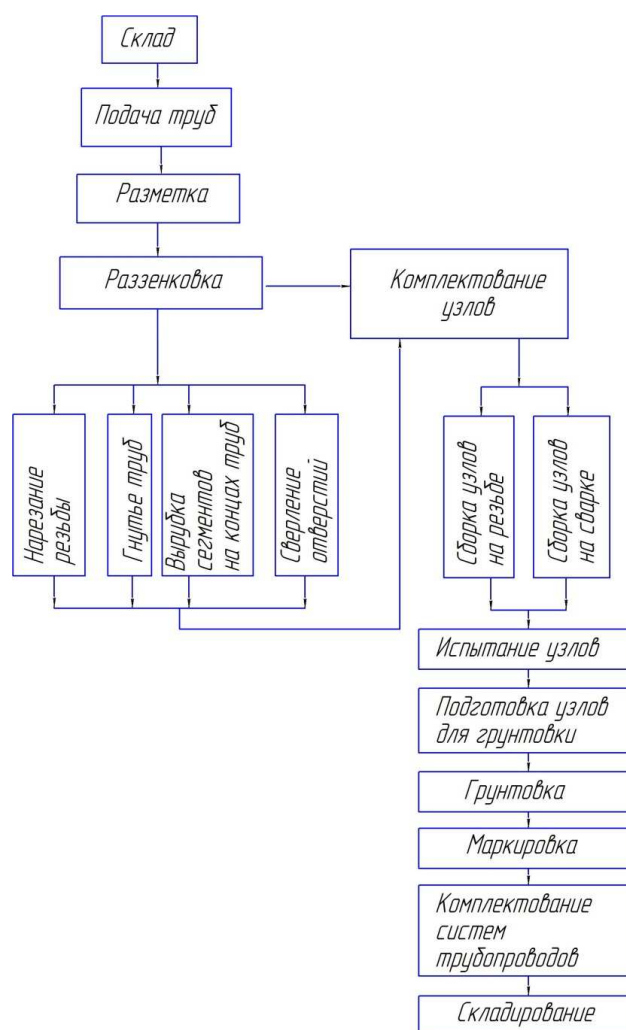 Склад
Подача труб
Разметка
Раззенковка
Комплектование
узлов
Нарезание
резьбы
Гнутье труб
Вырубка
сегментов
на концах труб
Сверление
отверстий
Сборка узлов
на резьбе
Сборка узлов
на сварке
Испытание узлов
Подготовка узлов
для грунтовки
Грунтовка
Маркировка
Комплектование
систем
трубопроводов
Складирование